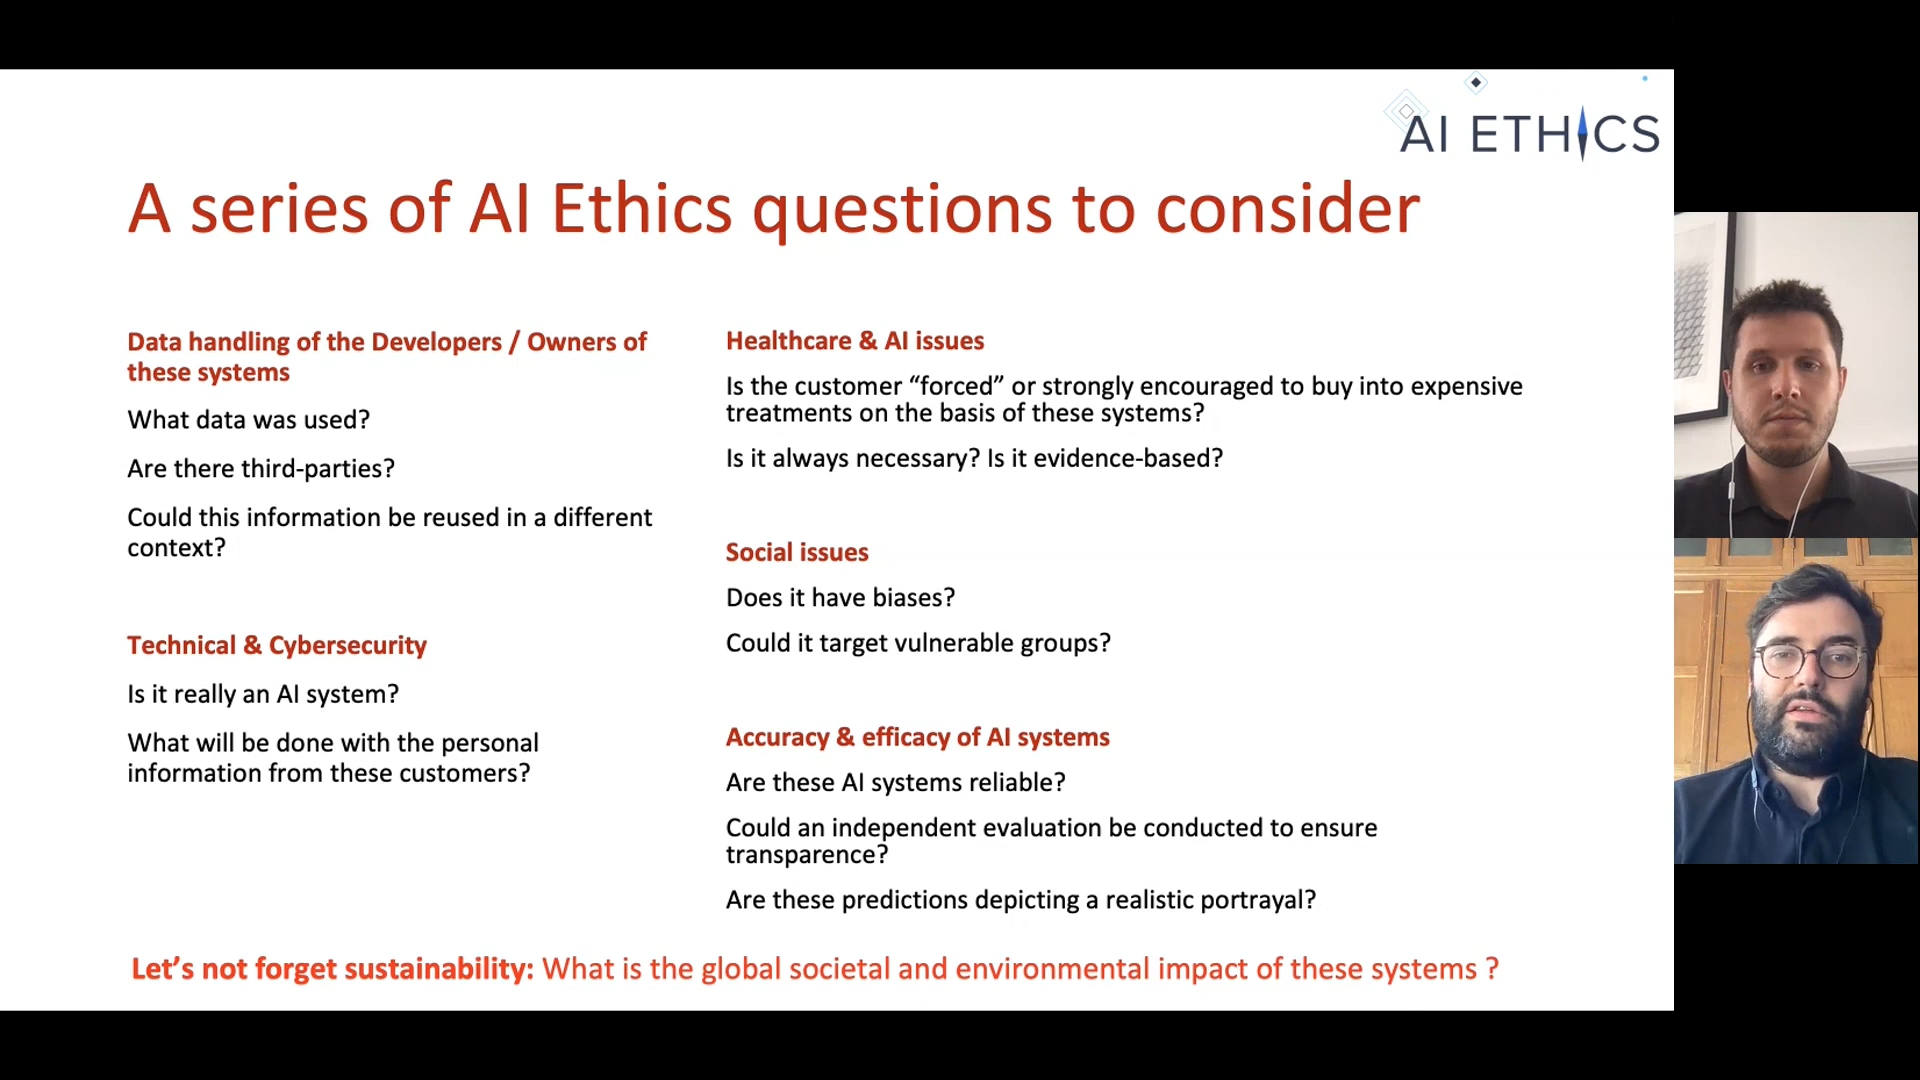 AI ETHICS
A series of AI Ethics questions to consider
Data handling of the Developers / Owners of
these systems
What data was used?
Are there third-parties?
Could this information be reused in a different
context?
Technical & Cybersecurity
Is it really an AI system?
What will be done with the personal
information from these customers?
Healthcare & AI issues
Is the customer “forced” or strongly encouraged to buy into expensive
treatments on the basis of these systems?
Is it always necessary? Is it evidence-based?
Social issues
Does it have biases?
Could it target vulnerable groups?
Accuracy & efficacy of AI systems
Are these AI systems reliable?
Could an independent evaluation be conducted to ensure
transparence?
Are these predictions depicting a realistic portrayal?
Let’s not forget sustainability: What is the global societal and environmental impact of these systems ?